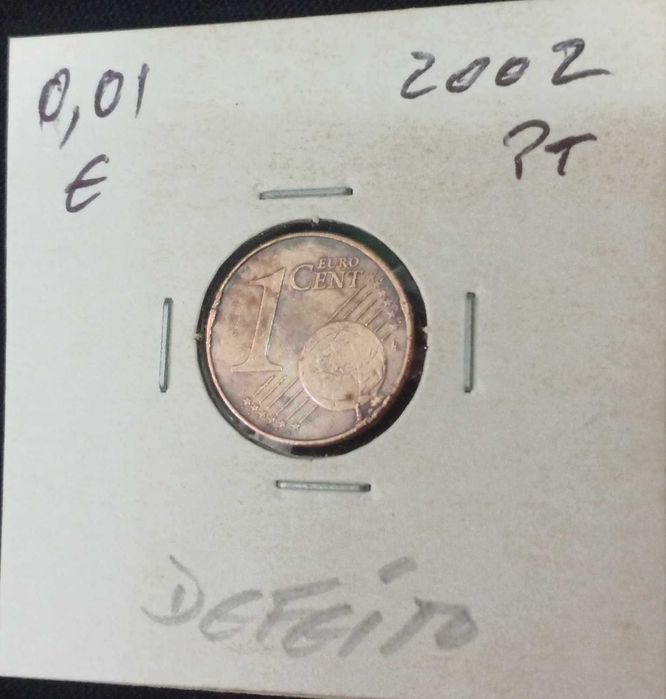 0,01 2002
€ PT
1 EURO
CENT
DEFEITO